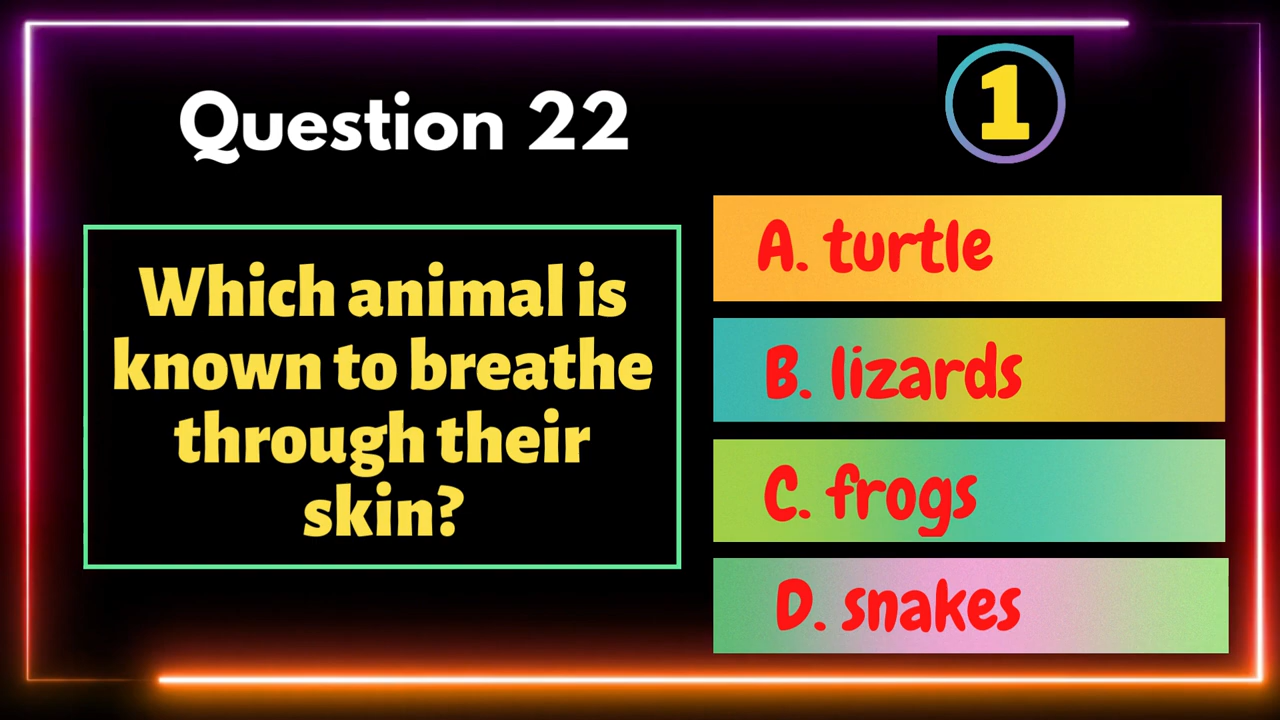 Question 22
1
Which animal is
known to breathe
through their
skin?
A. turtle
B. lizards
C. frogs
D. snakes